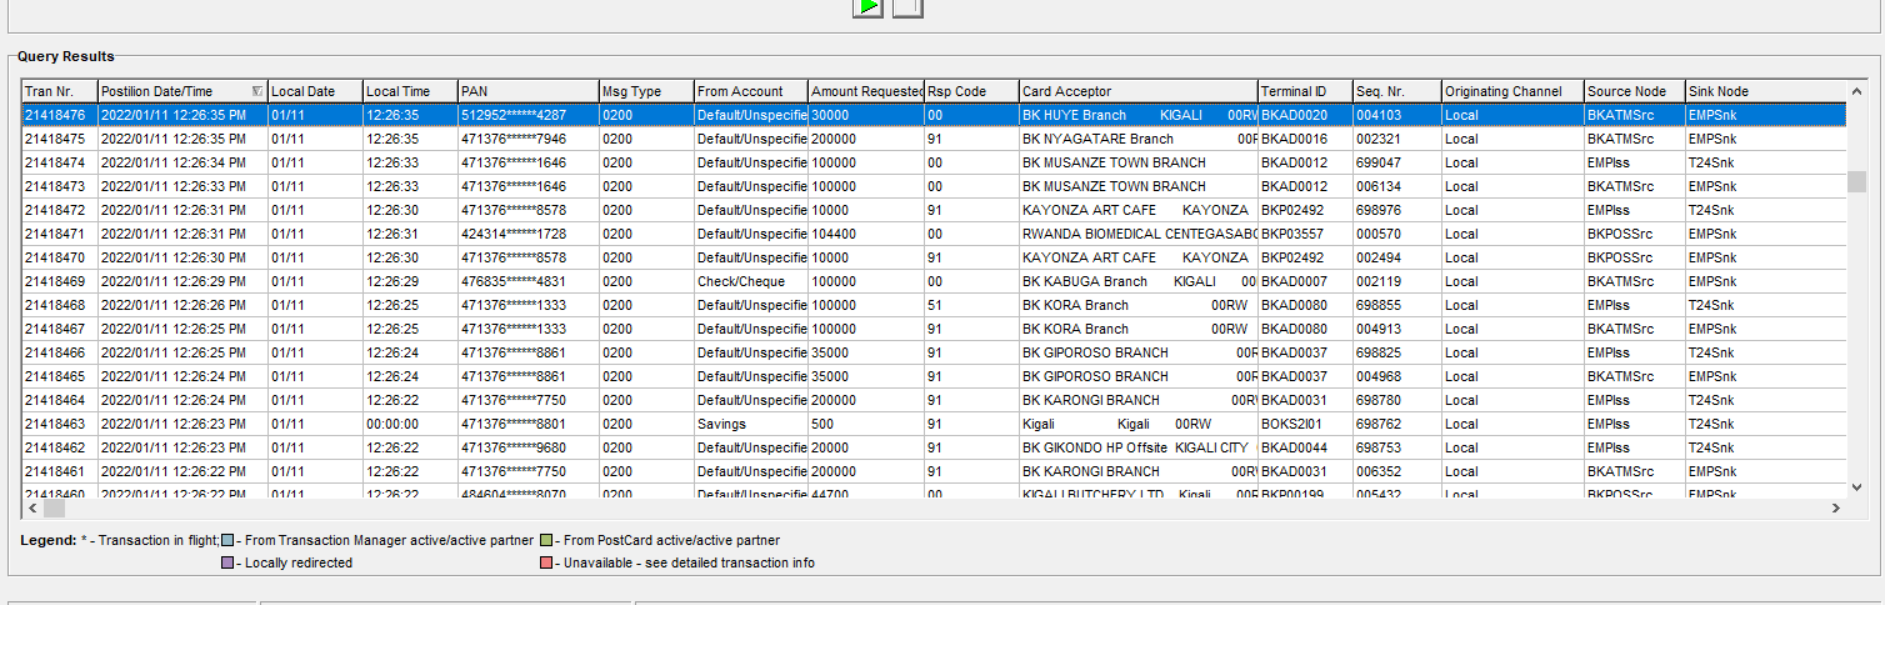 Query Results
Tran Nr. Postilion Date/Time Local Date Local Time PAN Msg Type From Account Amount Requested Rsp Code Card Acceptor Terminal ID Seq. Nr. Originating Channel Source Node Sink Node
21418476 2022/01/11 12:26:35 PM 01/11 12:26:35 512952******4287 0200 Default/Unspecifie 30000 00 BK HUYE Branch KIGALI 00RW BKAD0020 004103 Local BKATMSrc EMPSnk
21418475 2022/01/11 12:26:35 PM 01/11 12:26:35 471376******7946 0200 Default/Unspecifie 200000 91 BK NYAGATARE Branch 00R BKAD0016 002321 Local BKATMSrc EMPSnk
21418474 2022/01/11 12:26:34 PM 01/11 12:26:33 471376******1646 0200 Default/Unspecifie 100000 00 BK MUSANZE TOWN BRANCH BKAD0012 699047 Local EMPIss T24Snk
21418473 2022/01/11 12:26:33 PM 01/11 12:26:33 471376******1646 0200 Default/Unspecifie 100000 00 BK MUSANZE TOWN BRANCH BKAD0012 006134 Local BKATMSrc EMPSnk
21418472 2022/01/11 12:26:31 PM 01/11 12:26:30 471376******8578 0200 Default/Unspecifie 10000 91 KAYONZA ART CAFE KAYONZA BKP02492 698976 Local EMPIss T24Snk
21418471 2022/01/11 12:26:31 PM 01/11 12:26:31 424314******1728 0200 Default/Unspecifie 104400 00 RWANDA BIOMEDICAL CENTEGASABO BKP03557 000570 Local BKPOSSrc EMPSnk
21418470 2022/01/11 12:26:30 PM 01/11 12:26:30 471376******8578 0200 Default/Unspecifie 10000 91 KAYONZA ART CAFE KAYONZA BKP02492 002494 Local BKPOSSrc EMPSnk
21418469 2022/01/11 12:26:29 PM 01/11 12:26:29 476835******4831 0200 Check/Cheque 100000 00 BK KABUGA Branch KIGALI 00 BKAD0007 002119 Local BKATMSrc EMPSnk
21418468 2022/01/11 12:26:26 PM 01/11 12:26:25 471376******1333 0200 Default/Unspecifie 100000 51 BK KORA Branch 00RW BKAD0080 698855 Local EMPIss T24Snk
21418467 2022/01/11 12:26:25 PM 01/11 12:26:25 471376******1333 0200 Default/Unspecifie 100000 51 BK KORA Branch 00RW BKAD0080 004913 Local BKATMSrc EMPSnk
21418466 2022/01/11 12:26:25 PM 01/11 12:26:24 471376******8861 0200 Default/Unspecifie 35000 91 BK GIPOROSO BRANCH 00R BKAD0037 698825 Local EMPIss T24Snk
21418465 2022/01/11 12:26:24 PM 01/11 12:26:24 471376******8861 0200 Default/Unspecifie 35000 91 BK GIPOROSO BRANCH 00R BKAD0037 004968 Local BKATMSrc EMPSnk
21418464 2022/01/11 12:26:24 PM 01/11 12:26:22 471376******7750 0200 Default/Unspecifie 200000 91 BK KARONGI BRANCH 00R BKAD0031 698780 Local EMPIss T24Snk
21418463 2022/01/11 12:26:23 PM 01/11 00:00:00 471376******8801 0200 Savings 500 91 Kigali Kigali 00RW BOKS2I01 698762 Local EMPIss T24Snk
21418462 2022/01/11 12:26:23 PM 01/11 12:26:22 471376******9680 0200 Default/Unspecifie 20000 91 BK GIKONDO HP Offsite KIGALI CITY BKAD0044 698753 Local EMPIss T24Snk
21418461 2022/01/11 12:26:22 PM 01/11 12:26:22 471376******7750 0200 Default/Unspecifie 200000 91 BK KARONGI BRANCH 00R BKAD0031 006352 Local BKATMSrc EMPSnk
21418460 2022/01/11 12:26:22 PM 01/11 12:26:22 484604******8070 0200 Default/Unspecifie 44700 00 KIGALI BUTCHERY LTD Kigali 00R BKP00199 005432 Local BKPOSSrc EMPSnk
Legend: * - Transaction in flight; - From Transaction Manager active/active partner - From PostCard active/active partner
- Locally redirected - Unavailable - see detailed transaction info